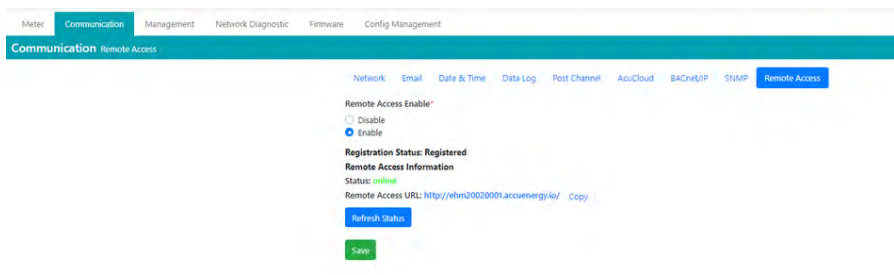 Meter Communication Management Network Diagnostic Firmware Config Management
Communication Remote Access
Network Email Date & Time Data Log Post Channel AcuCloud BACnet/IP SNMP Remote Access
Remote Access Enable*
Disable
Enable
Registration Status: Registered
Remote Access Information
Status: online
Remote Access URL: http://ehm20020001.accuenergy.io/ Copy
Refresh Status
Save